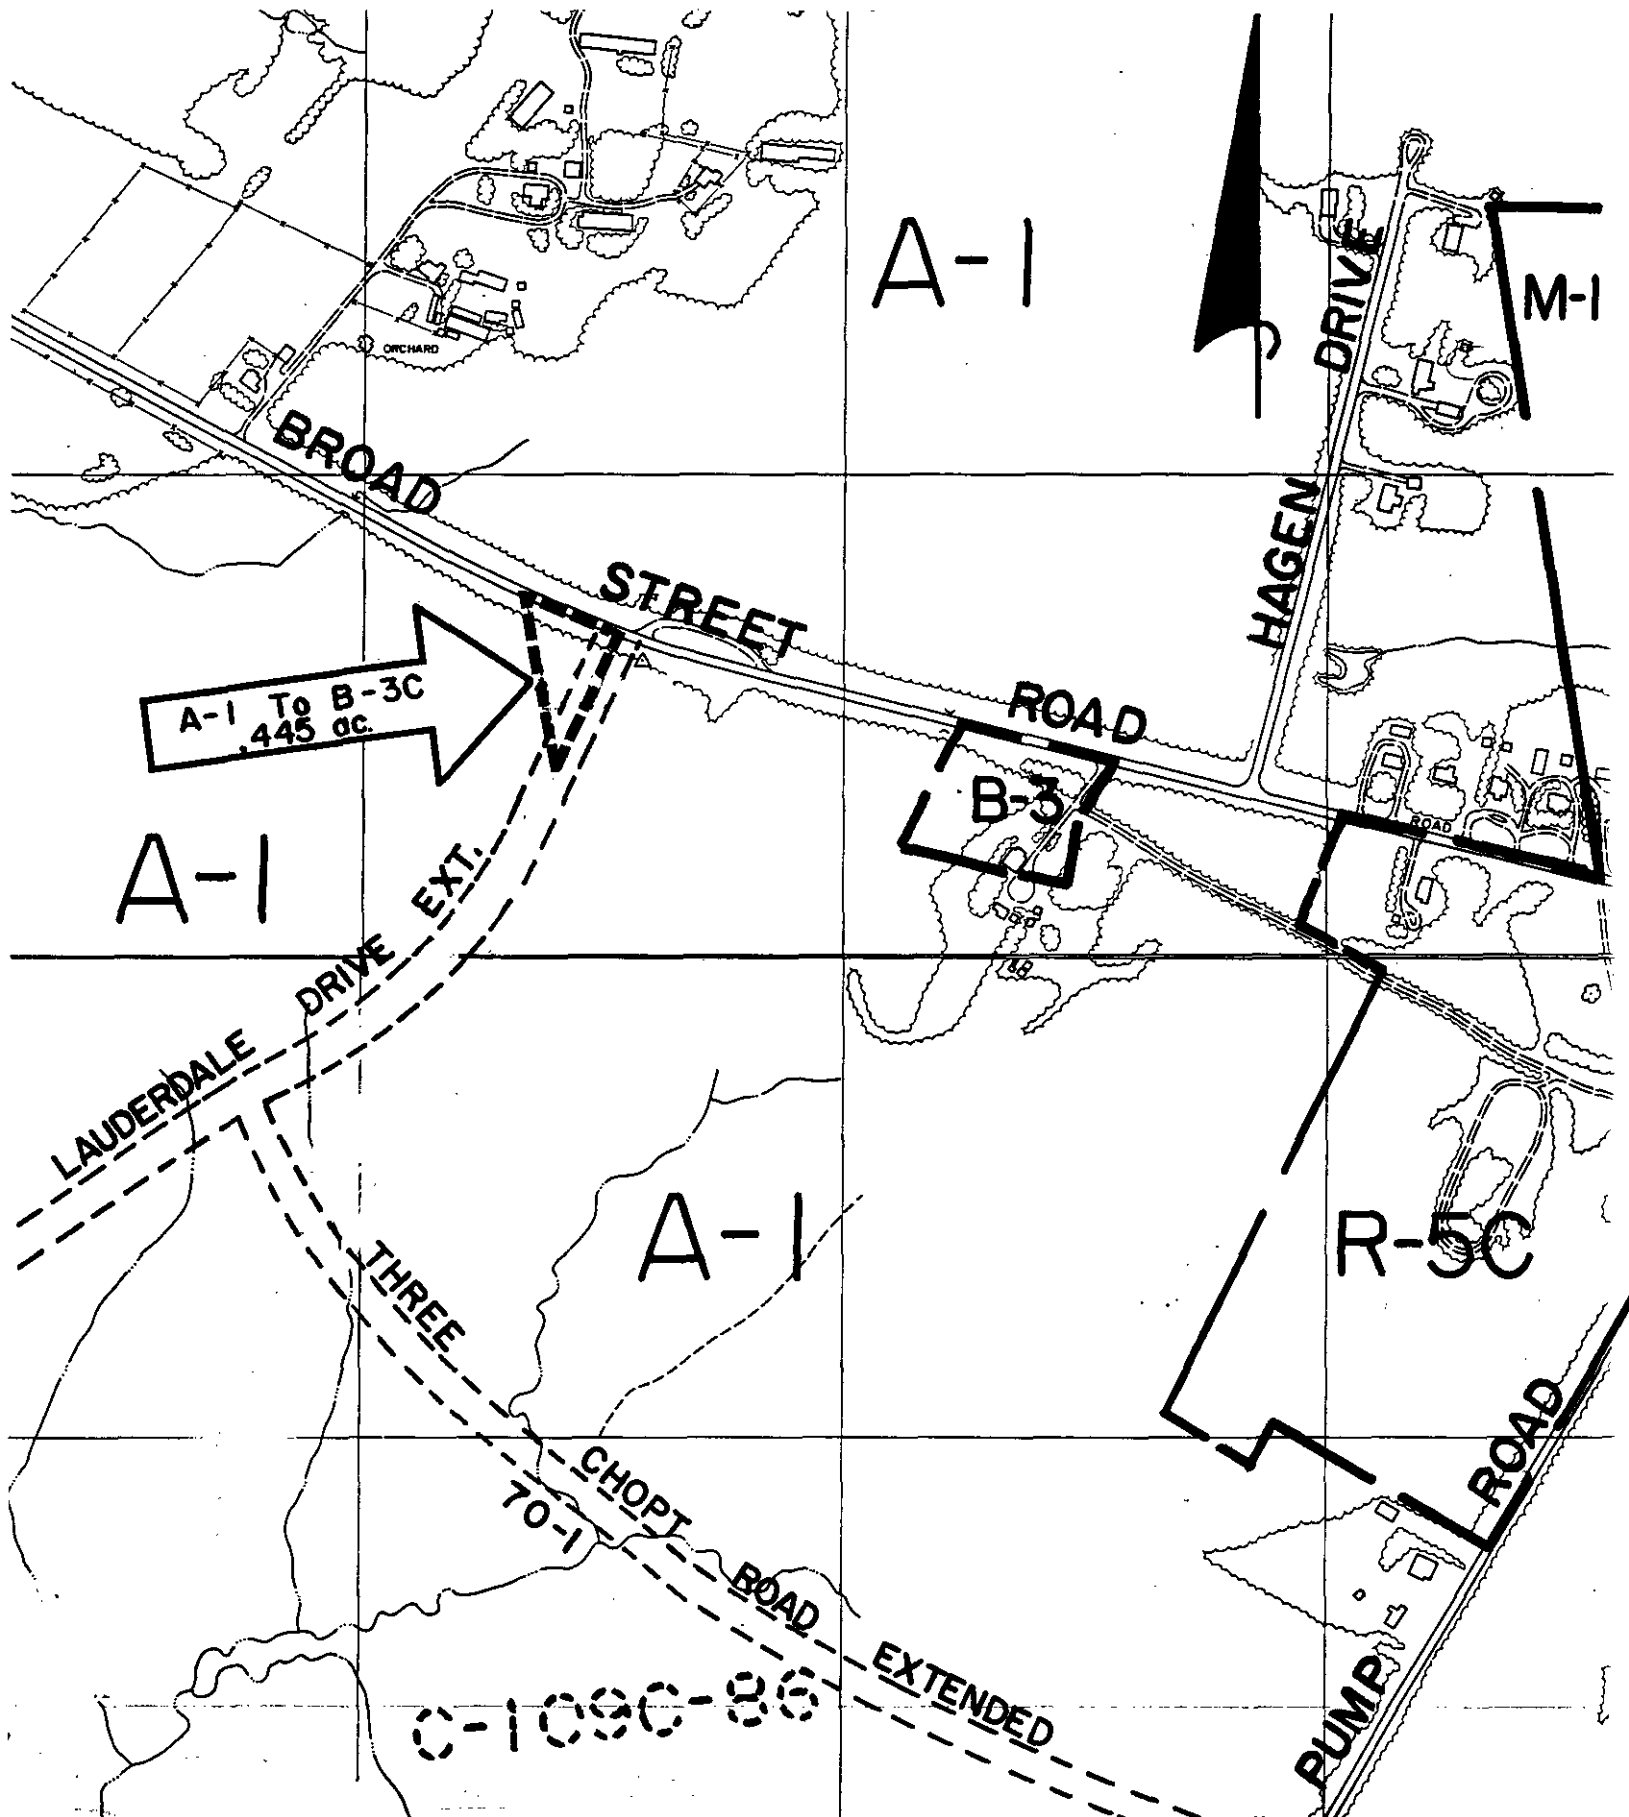 A-1
M-1
HAGEN DRIVE
ORCHARD
BROAD STREET ROAD
A-1 To B-3C
.445 ac.
B-3
ROAD
A-1
LAUDERDALE DRIVE EXT.
A-1
R-5C
THREE CHOPT ROAD EXTENDED
70-1
PUMP ROAD
C-109C-86